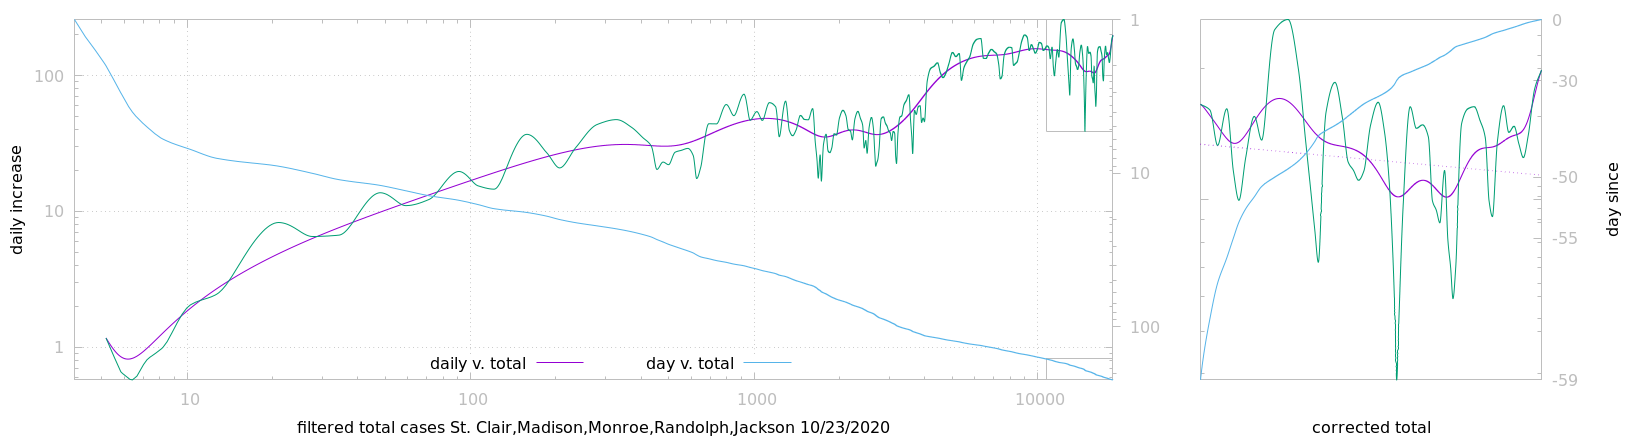 daily increase
100
10
1
10
100
1000
10000
1
10
100
daily v. total
day v. total
filtered total cases St. Clair,Madison,Monroe,Randolph,Jackson 10/23/2020
0
-30
-50
-55
-59
day since
corrected total